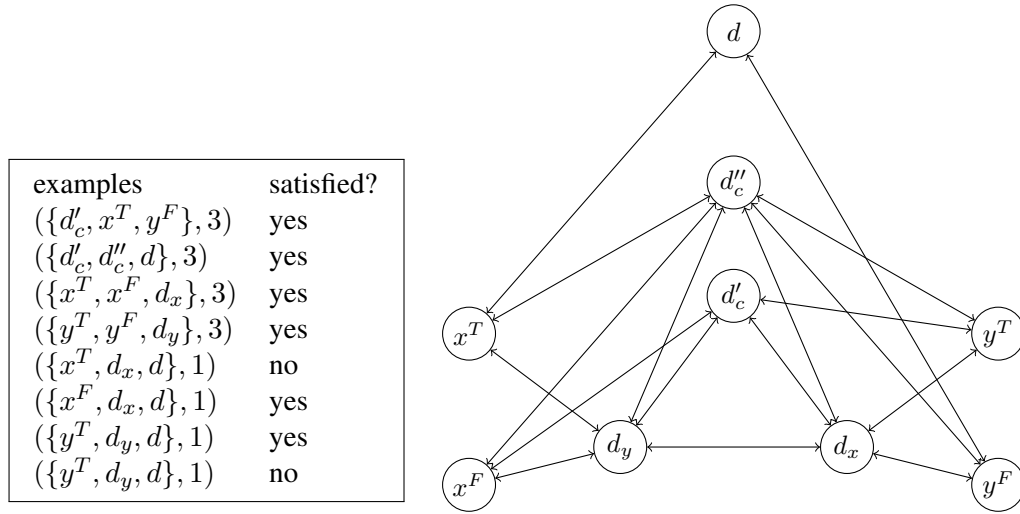 examples satisfied?
({d′_c, x^T, y^F}, 3) yes
({d′_c, d″_c, d}, 3) yes
({x^T, x^F, d_x}, 3) yes
({y^T, y^F, d_y}, 3) yes
({x^T, d_x, d}, 1) no
({x^F, d_x, d}, 1) yes
({y^T, d_y, d}, 1) yes
({y^T, d_y, d}, 1) no
d
d″_c
d′_c
x^T y^T
d_y d_x
x^F y^F